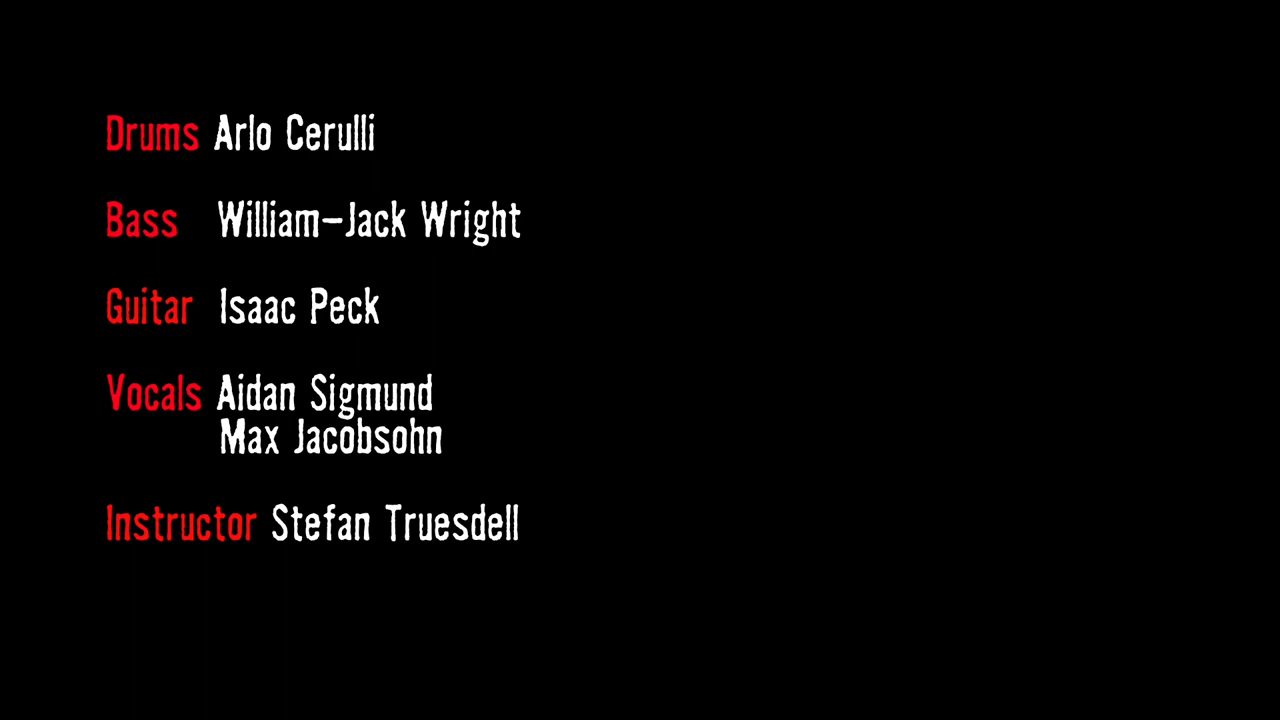 Drums Arlo Cerulli
Bass William-Jack Wright
Guitar Isaac Peck
Vocals Aidan Sigmund
Max Jacobsohn
Instructor Stefan Truesdell